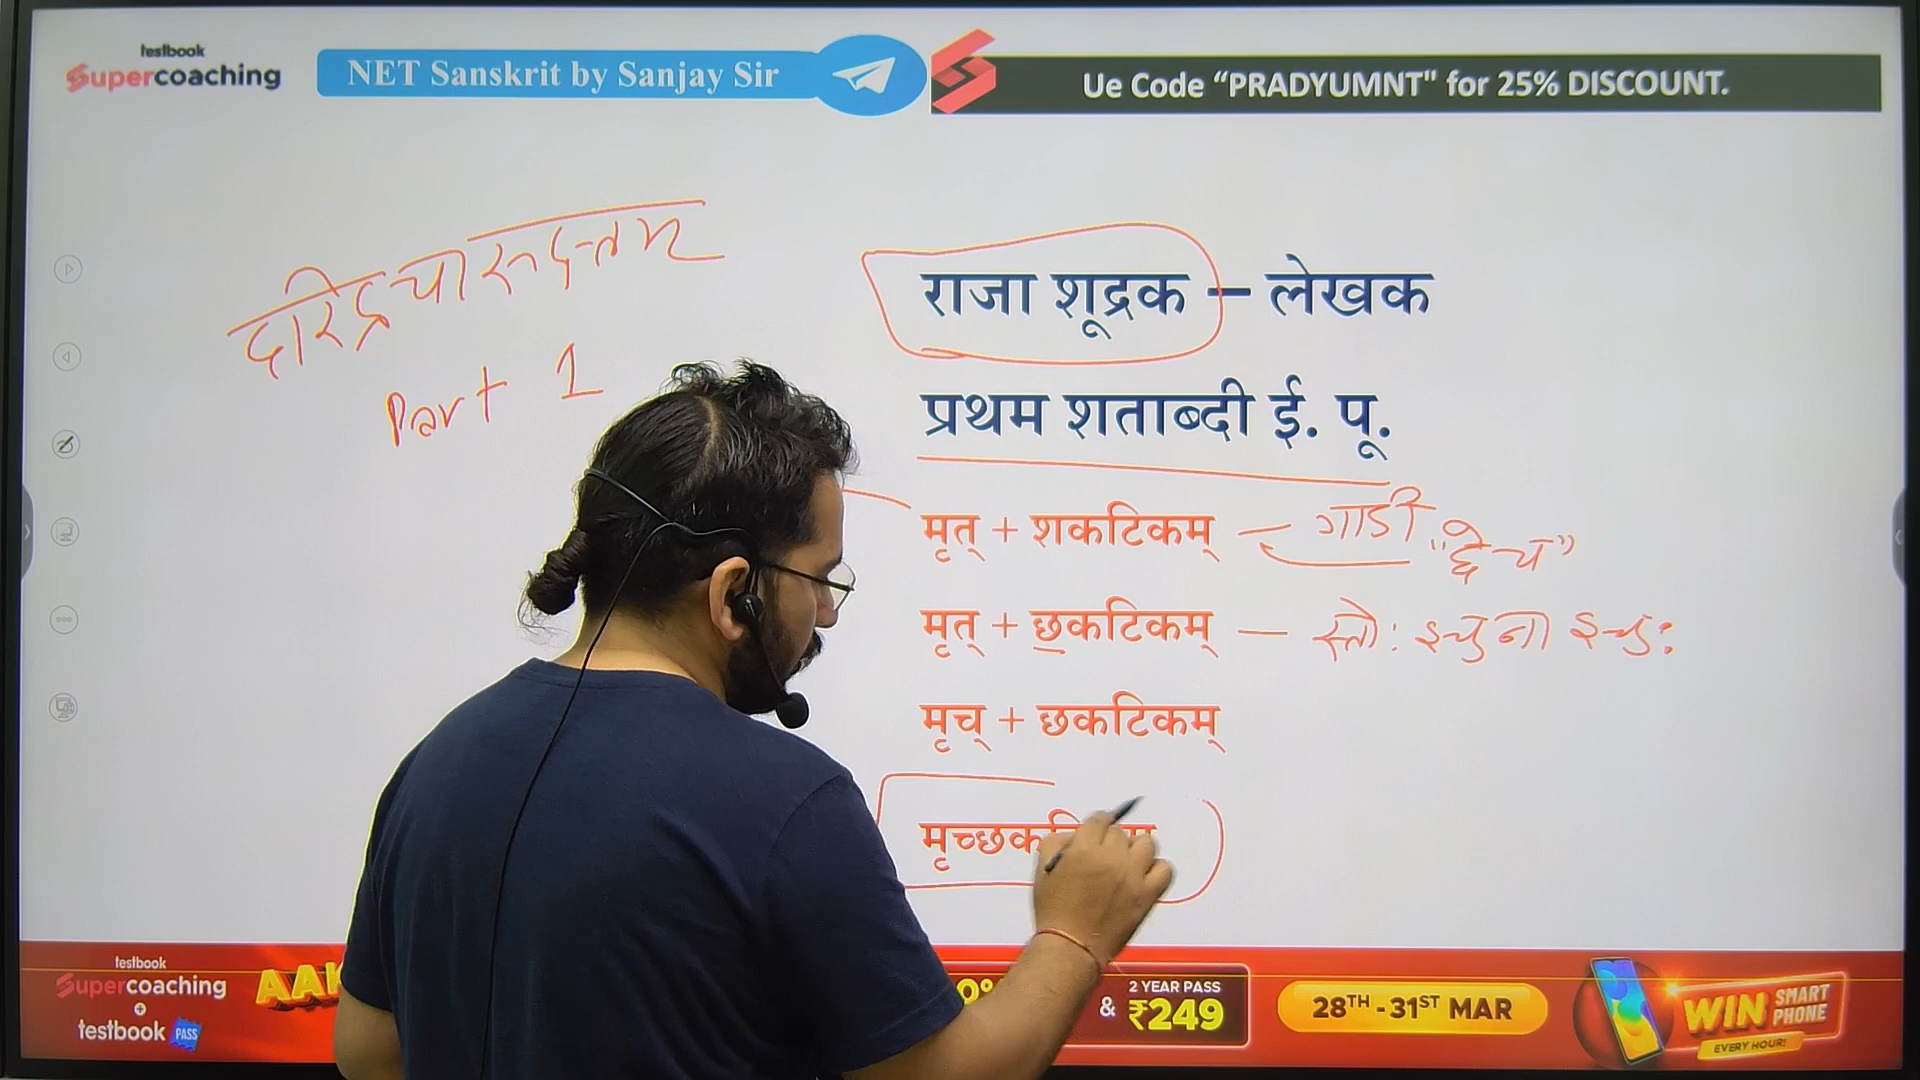 testbook
Supercoaching
NET Sanskrit by Sanjay Sir
Ue Code “PRADYUMNT" for 25% DISCOUNT.
दारिद्रचारुदत्तम्
Part 1
राजा शूद्रक – लेखक
प्रथम शताब्दी ई. पू.
मृत् + शकटिकम् – गाडी "छे च"
मृत् + छकटिकम् – स्तो: श्चुना श्चु:
मृच् + छकटिकम्
testbook
Supercoaching
+
testbook PASS
& 2 YEAR PASS
₹249
28TH - 31ST MAR
WIN SMART PHONE
EVERY HOUR!